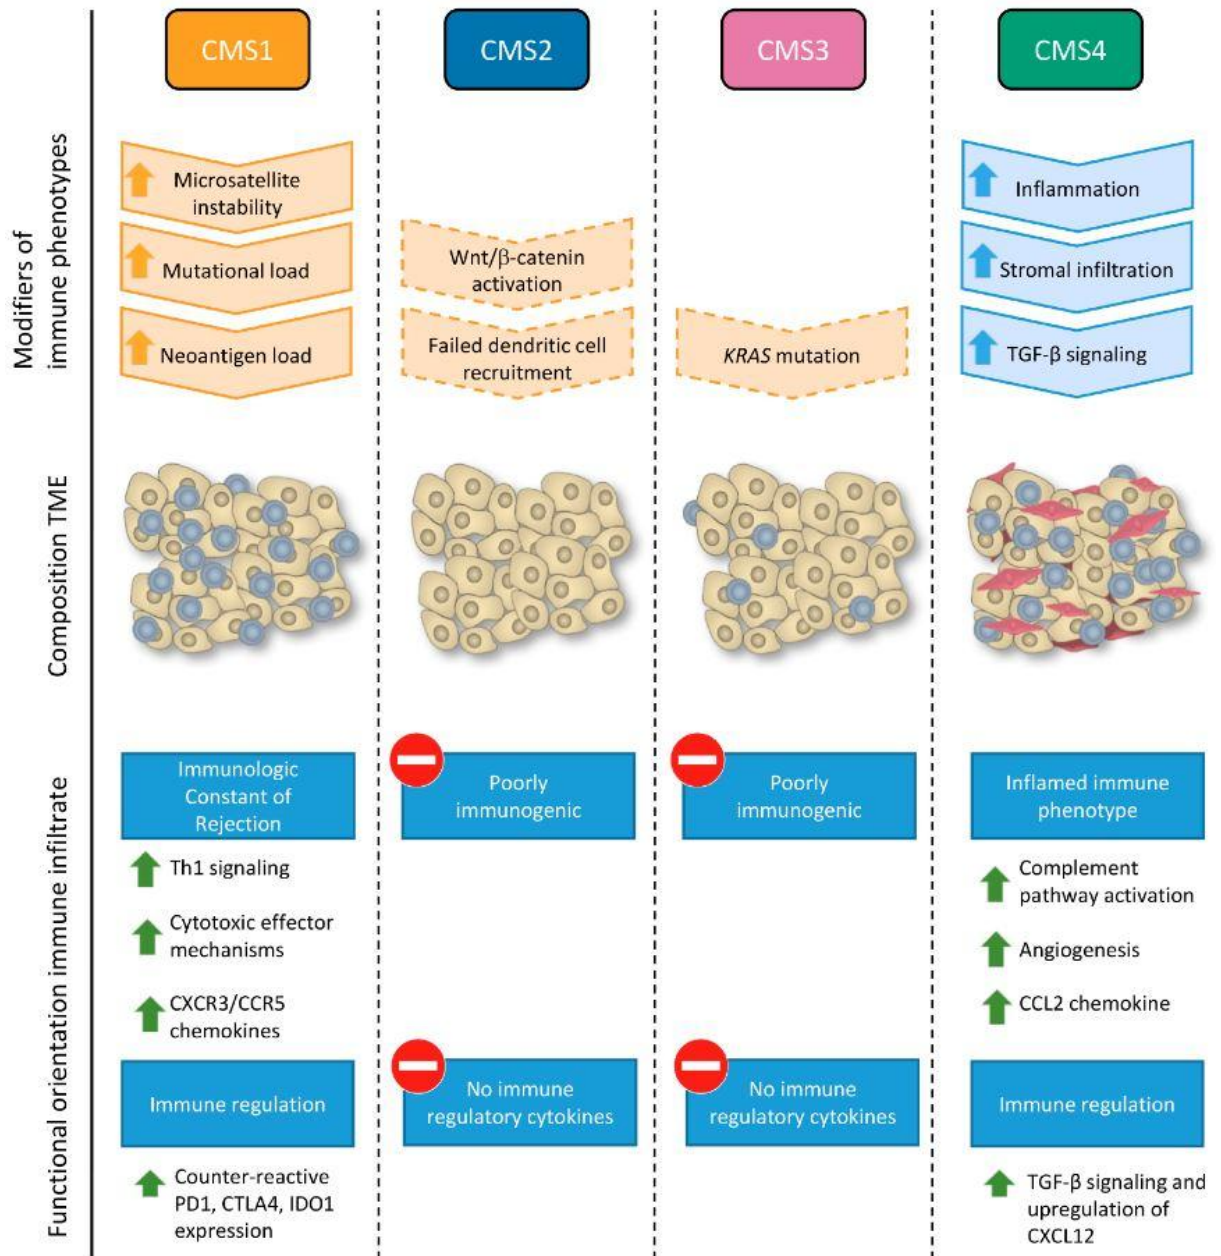 CMS1
CMS2
CMS3
CMS4
Modifiers of
immune phenotypes
Microsatellite
instability
Mutational load
Neoantigen load
Wnt/β-catenin
activation
Failed dendritic cell
recruitment
KRAS mutation
Inflammation
Stromal infiltration
TGF-β signaling
Composition TME
Functional orientation immune infiltrate
Immunologic
Constant of
Rejection
Th1 signaling
Cytotoxic effector
mechanisms
CXCR3/CCR5
chemokines
Immune regulation
Counter-reactive
PD1, CTLA4, IDO1
expression
Poorly
immunogenic
No immune
regulatory cytokines
Poorly
immunogenic
No immune
regulatory cytokines
Inflamed immune
phenotype
Complement
pathway activation
Angiogenesis
CCL2 chemokine
Immune regulation
TGF-β signaling and
upregulation of
CXCL12